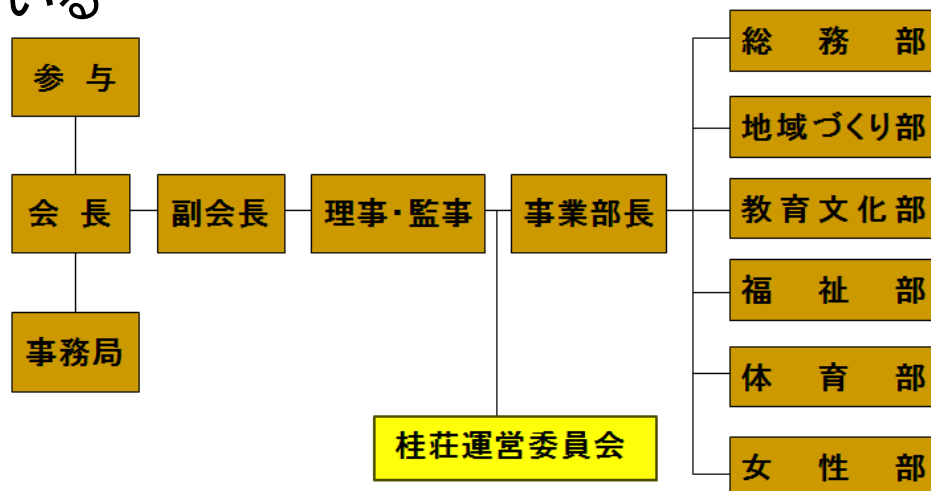 いる
参与
会長
副会長
理事・監事
事業部長
事務局
桂荘運営委員会
総務部
地域づくり部
教育文化部
福祉部
体育部
女性部